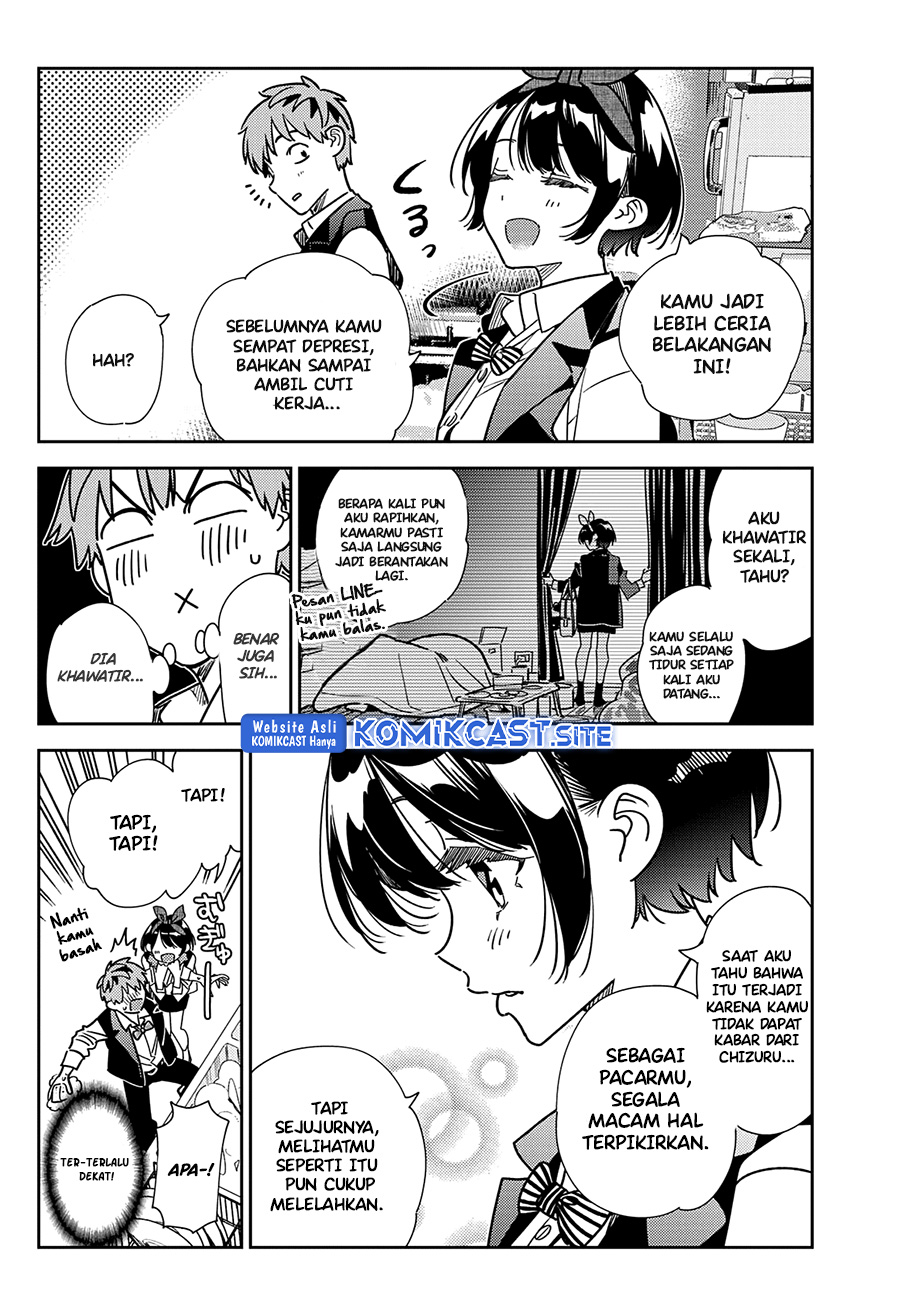 KAMU JADI
LEBIH CERIA
BELAKANGAN
INI!
くるっ
SEBELUMNYA KAMU
SEMPAT DEPRESI,
BAHKAN SAMPAI
AMBIL CUTI
KERJA...
HAH?
AKU
KHAWATIR
SEKALI,
TAHU?
KAMU SELALU
SAJA SEDANG
TIDUR SETIAP
KALI AKU
DATANG...
BERAPA KALI PUN
AKU RAPIHKAN,
KAMARMU PASTI
SAJA LANGSUNG
JADI BERANTAKAN
LAGI.
Pesan LINE
ku pun tidak
kamu balas.
BENAR
JUGA
SIH...
DIA
KHAWATIR...
Website Asli
KOMIKCAST Hanya
KOMIKCAST.SITE
SAAT AKU
TAHU BAHWA
ITU TERJADI
KARENA KAMU
TIDAK DAPAT
KABAR DARI
CHIZURU...
SEBAGAI
PACARMU,
SEGALA
MACAM HAL
TERPIKIRKAN.
TAPI
SEJUJURNYA,
MELIHATMU
SEPERTI ITU
PUN CUKUP
MELELAHKAN.
TAPI!
TAPI,
TAPI!
むぎゅ
Nanti
kamu
basah
APA-!
TER-TERLALU
DEKAT!